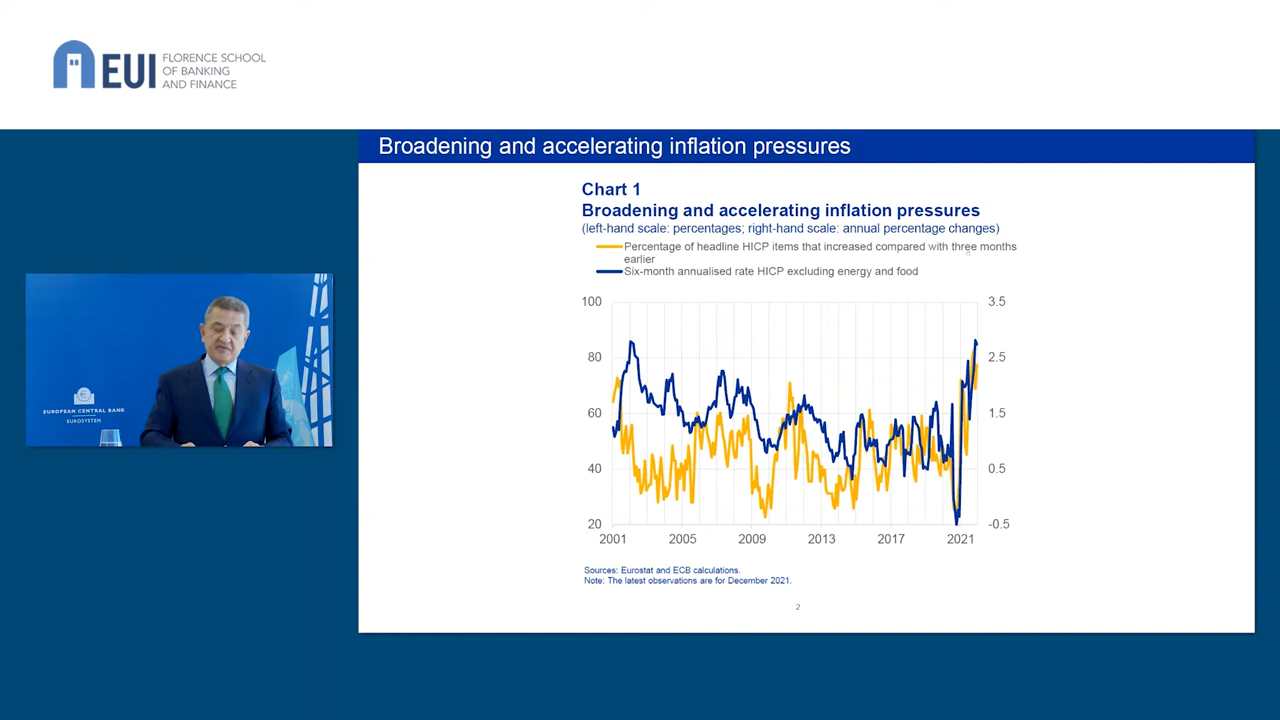 EUI
FLORENCE SCHOOL
OF BANKING
AND FINANCE
Broadening and accelerating inflation pressures
Chart 1
Broadening and accelerating inflation pressures
(left-hand scale: percentages; right-hand scale: annual percentage changes)
Percentage of headline HICP items that increased compared with three months
earlier
Six-month annualised rate HICP excluding energy and food
100 3.5
80 2.5
60 1.5
40 0.5
20 -0.5
2001 2005 2009 2013 2017 2021
Sources: Eurostat and ECB calculations.
Note: The latest observations are for December 2021.
2
EUROPEAN CENTRAL BANK
EUROSYSTEM